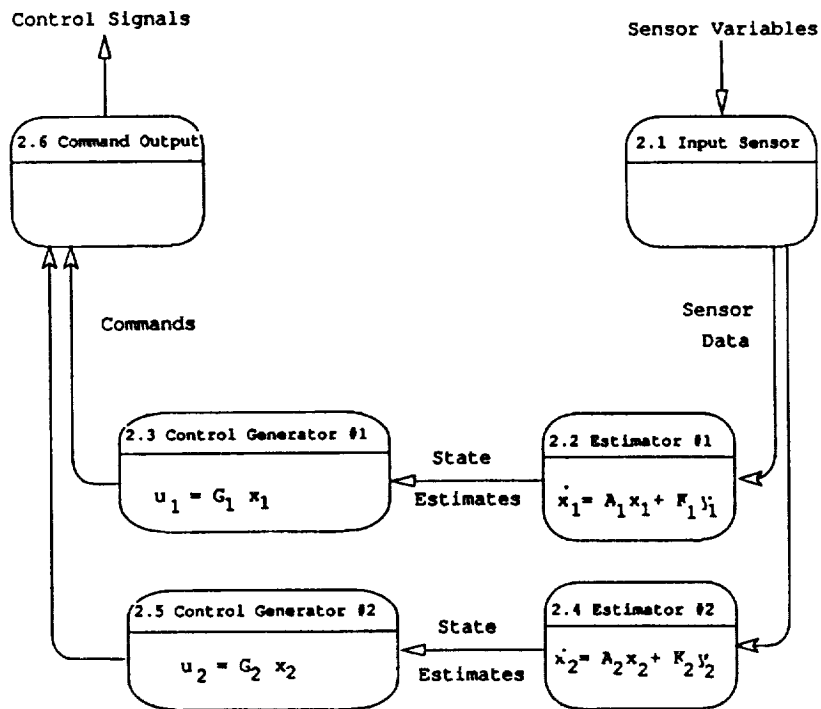 Control Signals
Sensor Variables
2.6 Command Output
2.1 Input Sensor
Commands
Sensor
Data
2.3 Control Generator #1
u₁ = G₁ x₁
State
Estimates
2.2 Estimator #1
ẋ₁= A₁x₁+ F₁y₁
2.5 Control Generator #2
u₂ = G₂ x₂
State
Estimates
2.4 Estimator #2
ẋ₂= A₂x₂+ F₂y₂